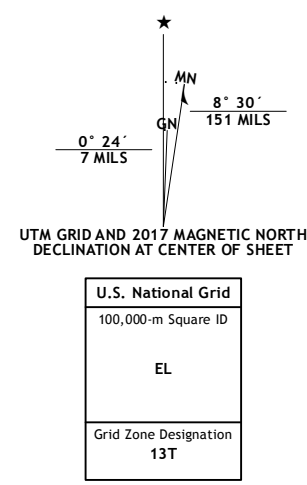 MN
GN
8° 30´
151 MILS
0° 24´
7 MILS
UTM GRID AND 2017 MAGNETIC NORTH
DECLINATION AT CENTER OF SHEET
U.S. National Grid
100,000-m Square ID
EL
Grid Zone Designation
13T